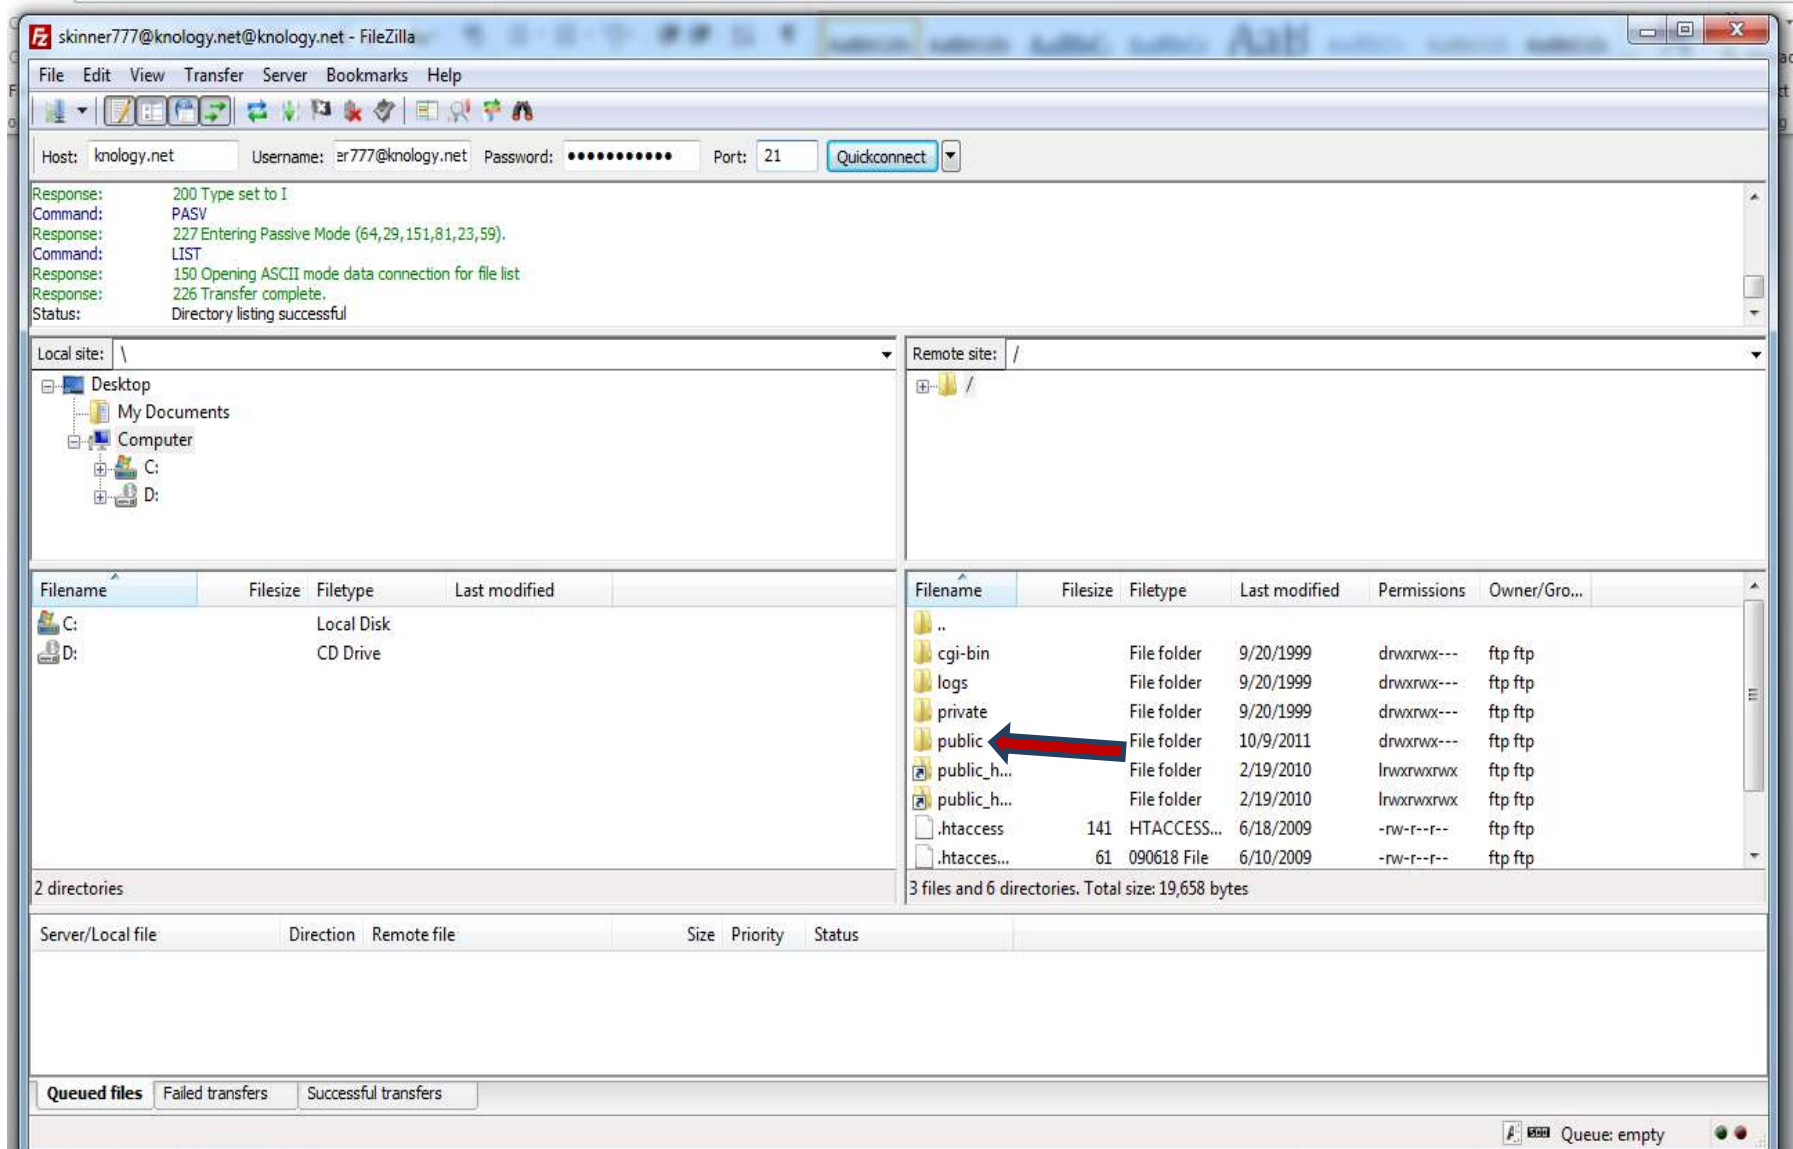 skinner777@knology.net@knology.net - FileZilla
File Edit View Transfer Server Bookmarks Help
Host: knology.net Username: er777@knology.net Password: ••••••••••• Port: 21 Quickconnect
Response: 200 Type set to I
Command: PASV
Response: 227 Entering Passive Mode (64,29,151,81,23,59).
Command: LIST
Response: 150 Opening ASCII mode data connection for file list
Response: 226 Transfer complete.
Status: Directory listing successful
Local site: \
Desktop
My Documents
Computer
C:
D:
Remote site: /
/
Filename Filesize Filetype Last modified
C: Local Disk
D: CD Drive
2 directories
Filename Filesize Filetype Last modified Permissions Owner/Gro...
..
cgi-bin File folder 9/20/1999 drwxrwx--- ftp ftp
logs File folder 9/20/1999 drwxrwx--- ftp ftp
private File folder 9/20/1999 drwxrwx--- ftp ftp
public File folder 10/9/2011 drwxrwx--- ftp ftp
public_h... File folder 2/19/2010 lrwxrwxrwx ftp ftp
public_h... File folder 2/19/2010 lrwxrwxrwx ftp ftp
.htaccess 141 HTACCESS... 6/18/2009 -rw-r--r-- ftp ftp
.htacces... 61 090618 File 6/10/2009 -rw-r--r-- ftp ftp
3 files and 6 directories. Total size: 19,658 bytes
Server/Local file Direction Remote file Size Priority Status
Queued files Failed transfers Successful transfers
Queue: empty